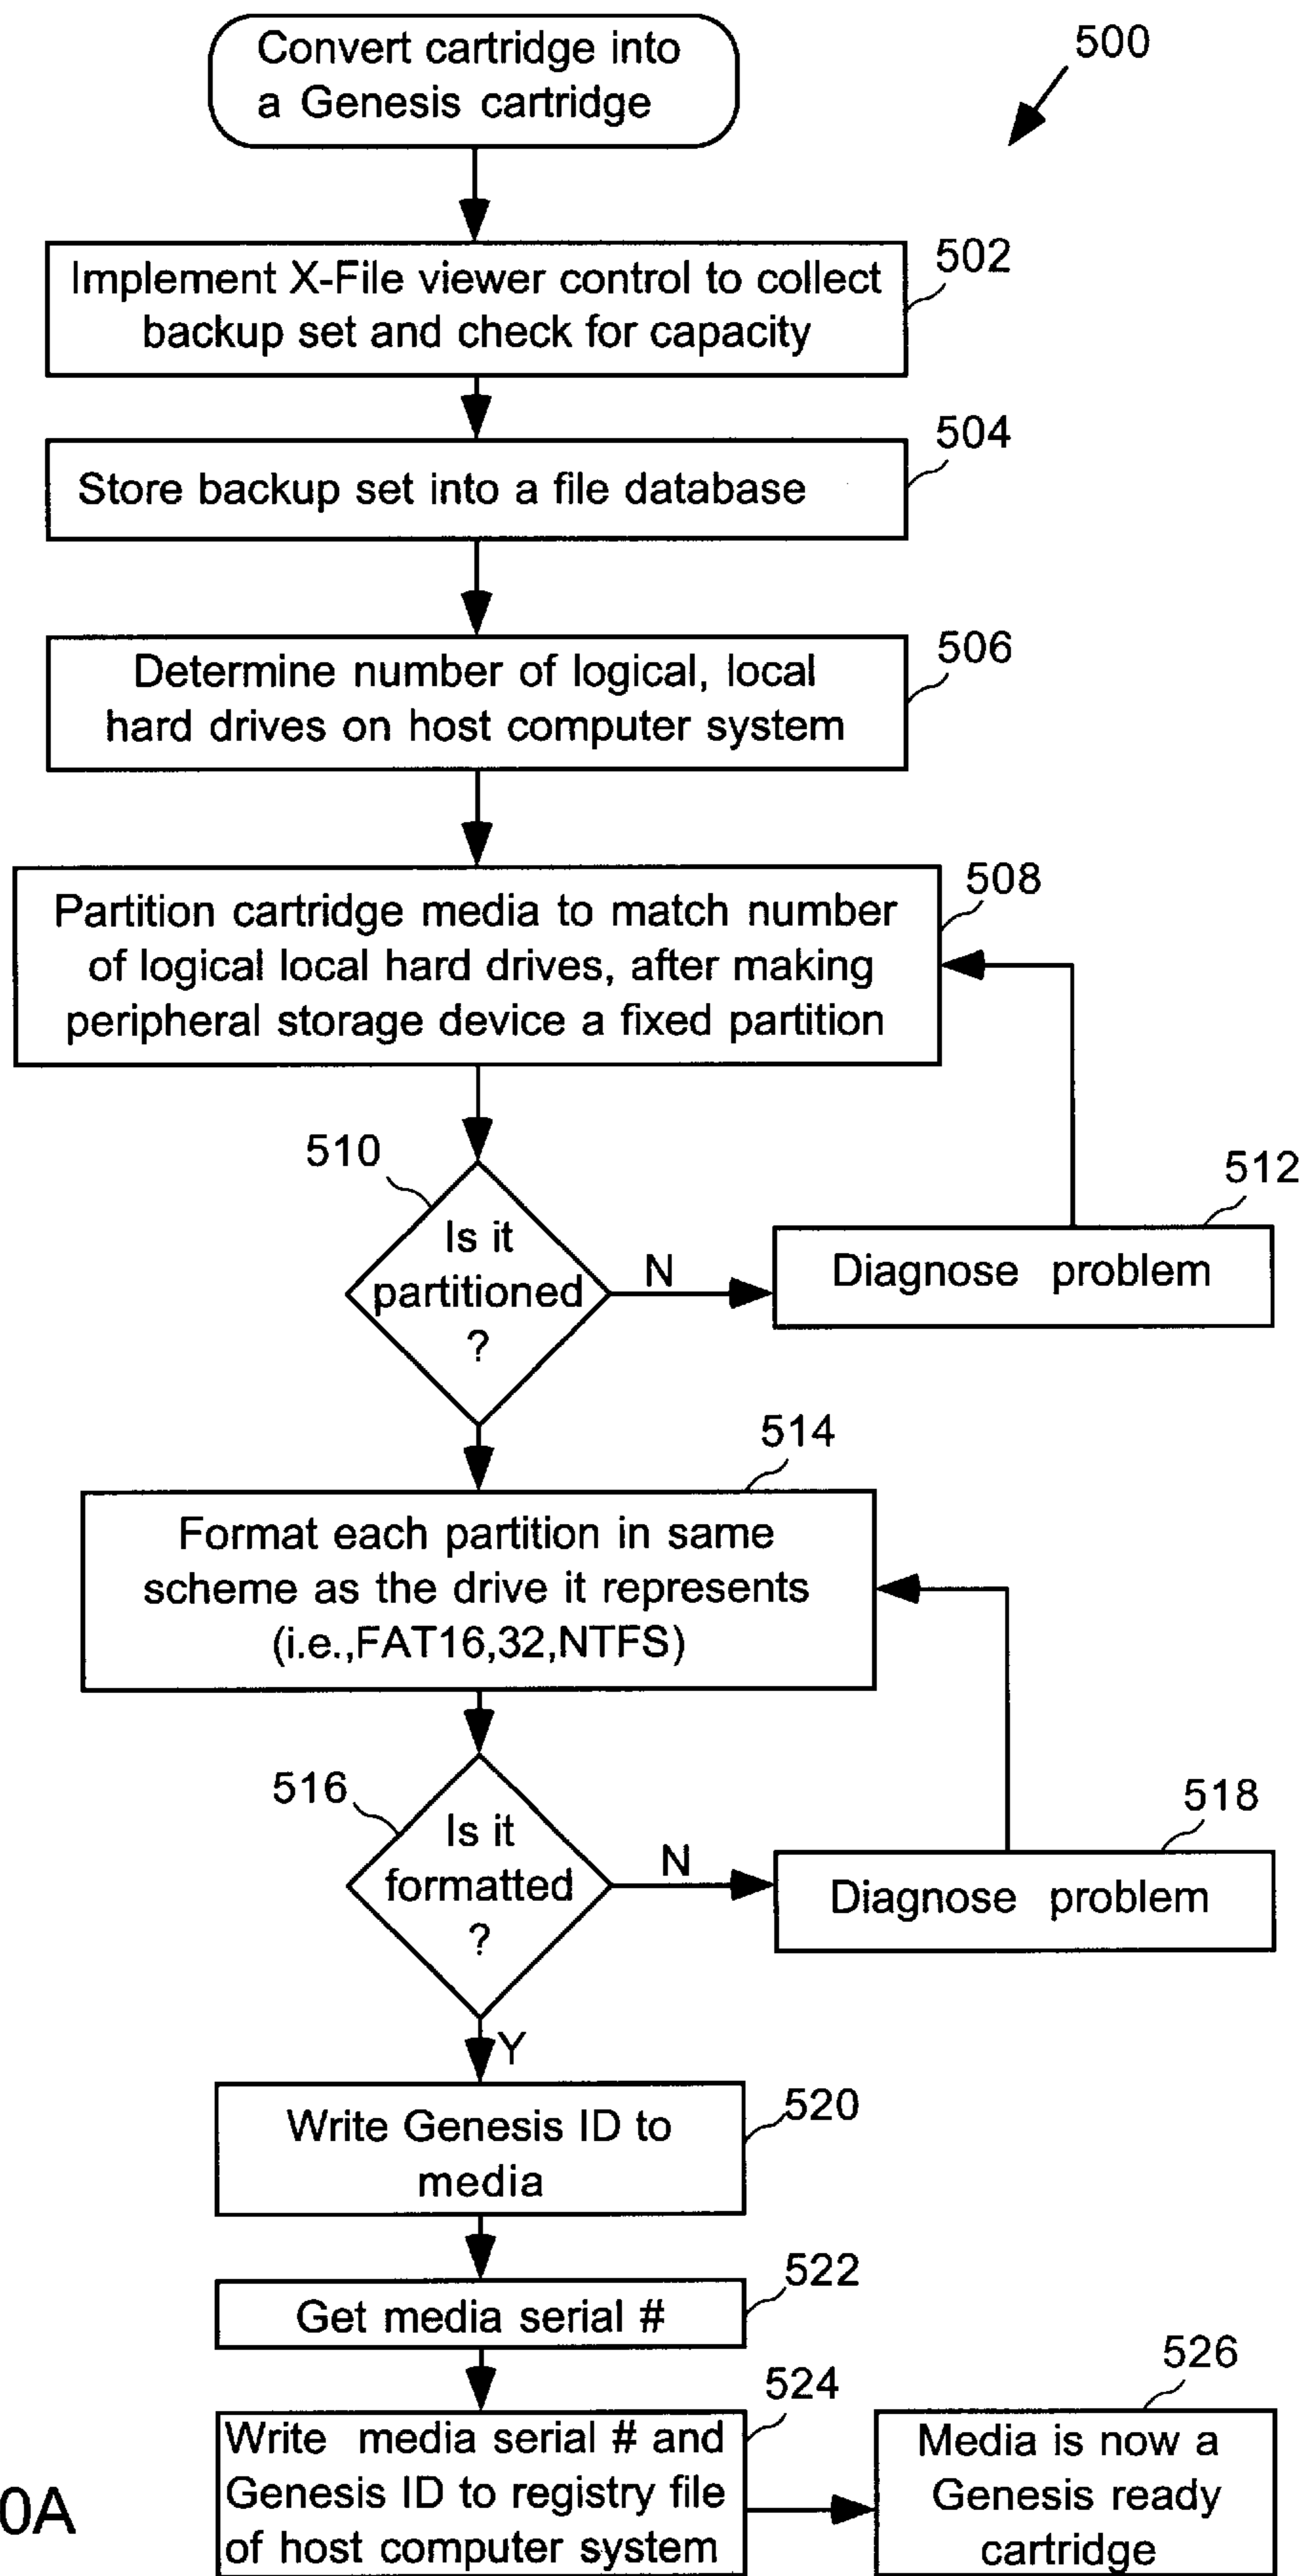 Convert cartridge into
a Genesis cartridge
500
Implement X-File viewer control to collect
backup set and check for capacity
502
Store backup set into a file database
504
Determine number of logical, local
hard drives on host computer system
506
Partition cartridge media to match number
of logical local hard drives, after making
peripheral storage device a fixed partition
508
510
Is it
partitioned
?
N
512
Diagnose problem
514
Format each partition in same
scheme as the drive it represents
(i.e.,FAT16,32,NTFS)
516
Is it
formatted
?
N
518
Diagnose problem
Y
Write Genesis ID to
media
520
Get media serial #
522
Write media serial # and
Genesis ID to registry file
of host computer system
524
526
Media is now a
Genesis ready
cartridge
0A